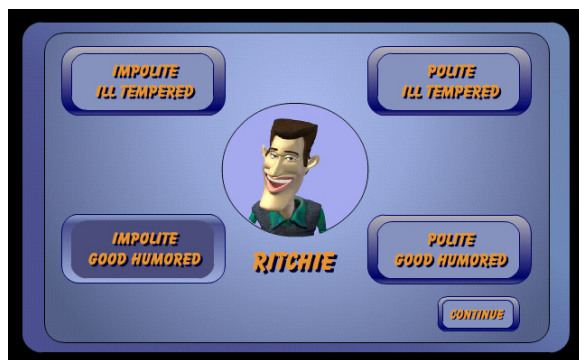 IMPOLITE
ILL TEMPERED
POLITE
ILL TEMPERED
IMPOLITE
GOOD HUMORED
RITCHIE
POLITE
GOOD HUMORED
CONTINUE